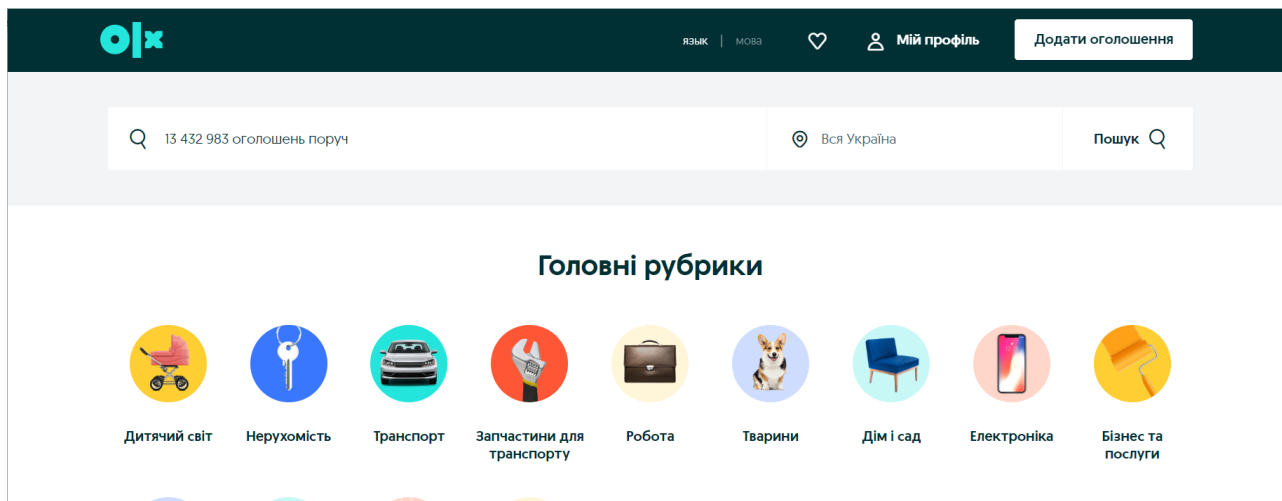 olx
язык | мова
Мій профіль
Додати оголошення
13 432 983 оголошень поруч
Вся Україна
Пошук
Головні рубрики
Дитячий світ
Нерухомість
Транспорт
Запчастини для
транспорту
Робота
Тварини
Дім і сад
Електроніка
Бізнес та
послуги